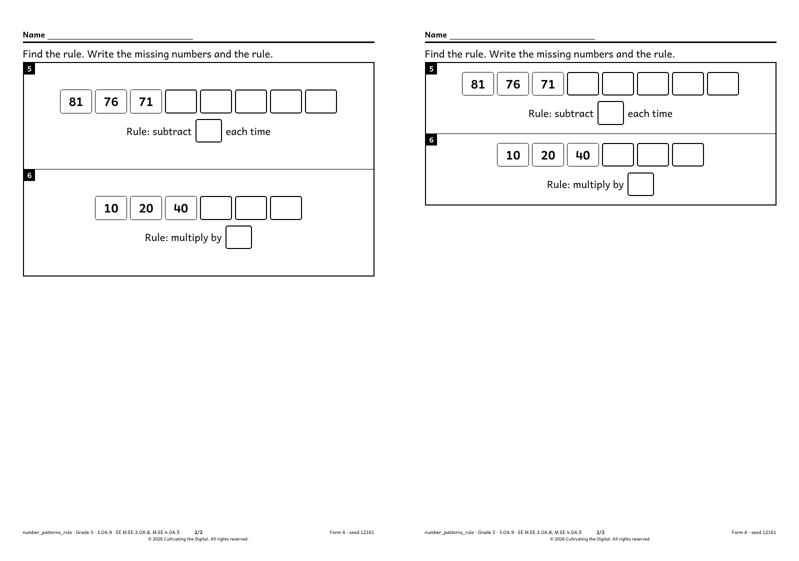 Name
Find the rule. Write the missing numbers and the rule.
5
81 76 71
Rule: subtract each time
6
10 20 40
Rule: multiply by
number_patterns_rule · Grade 3 · 3.OA.9 · EE M.EE.3.OA.8, M.EE.4.OA.5 2/2 Form A · seed 12161
© 2026 Cultivating the Digital. All rights reserved.
Name
Find the rule. Write the missing numbers and the rule.
5
81 76 71
Rule: subtract each time
6
10 20 40
Rule: multiply by
number_patterns_rule · Grade 3 · 3.OA.9 · EE M.EE.3.OA.8, M.EE.4.OA.5 2/2 Form A · seed 12161
© 2026 Cultivating the Digital. All rights reserved.